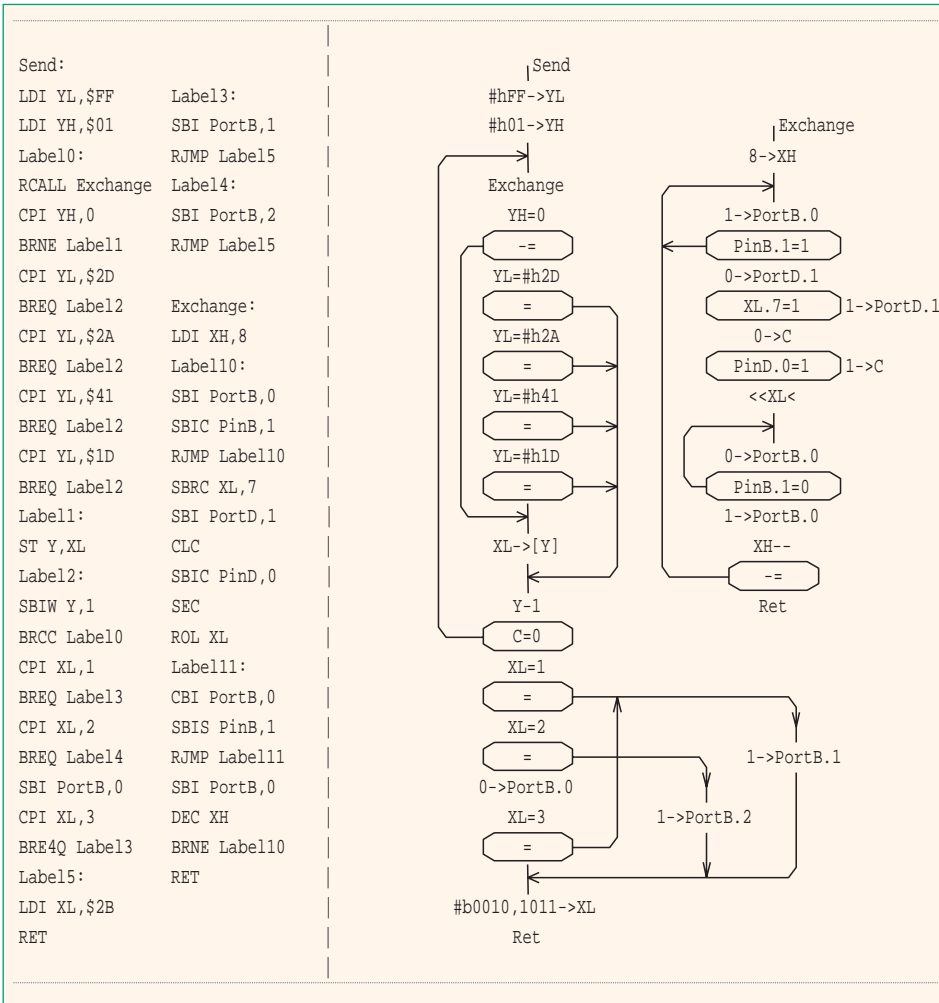 Send:
LDI YL,$FF
LDI YH,$01
Label0:
RCALL Exchange
CPI YH,0
BRNE Label1
CPI YL,$2D
BREQ Label2
CPI YL,$2A
BREQ Label2
CPI YL,$41
BREQ Label2
CPI YL,$1D
BREQ Label2
Label1:
ST Y,XL
Label2:
SBIW Y,1
BRCC Label0
CPI XL,1
BREQ Label3
CPI XL,2
BREQ Label4
SBI PortB,0
CPI XL,3
BRE4Q Label3
Label5:
LDI XL,$2B
RET
Label3:
SBI PortB,1
RJMP Label5
Label4:
SBI PortB,2
RJMP Label5
Exchange:
LDI XH,8
Label10:
SBI PortB,0
SBIC PinB,1
RJMP Label10
SBRC XL,7
SBI PortD,1
CLC
SBIC PinD,0
SEC
ROL XL
Label11:
CBI PortB,0
SBIS PinB,1
RJMP Label11
SBI PortB,0
DEC XH
BRNE Label10
RET
Send
#hFF->YL
#h01->YH
Exchange
YH=0
-=
YL=#h2D
=
YL=#h2A
=
YL=#h41
=
YL=#h1D
=
XL->[Y]
Y-1
C=0
XL=1
=
XL=2
=
0->PortB.0
XL=3
=
#b0010,1011->XL
Ret
1->PortB.2
1->PortB.1
Exchange
8->XH
1->PortB.0
PinB.1=1
0->PortD.1
XL.7=1 1->PortD.1
0->C
PinD.0=1 1->C
<<XL<
0->PortB.0
PinB.1=0
1->PortB.0
XH--
-=
Ret